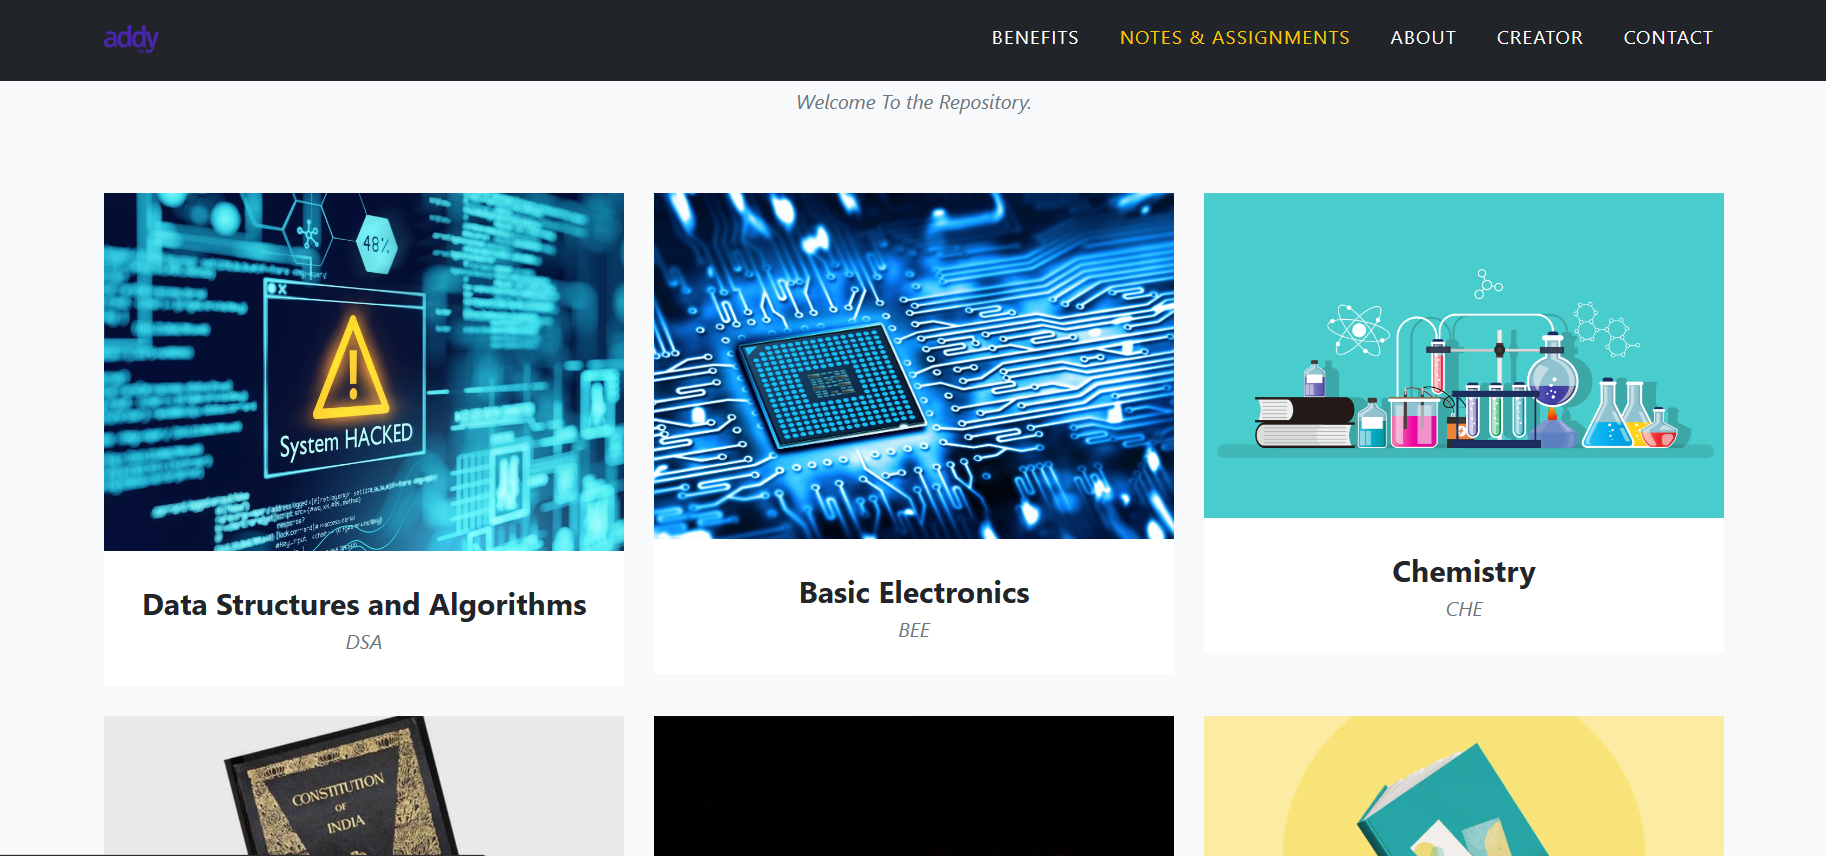 addy
BENEFITS NOTES & ASSIGNMENTS ABOUT CREATOR CONTACT
Welcome To the Repository.
48%
System HACKED
Data Structures and Algorithms
DSA
Basic Electronics
BEE
Chemistry
CHE
CONSTITUTION
OF
INDIA